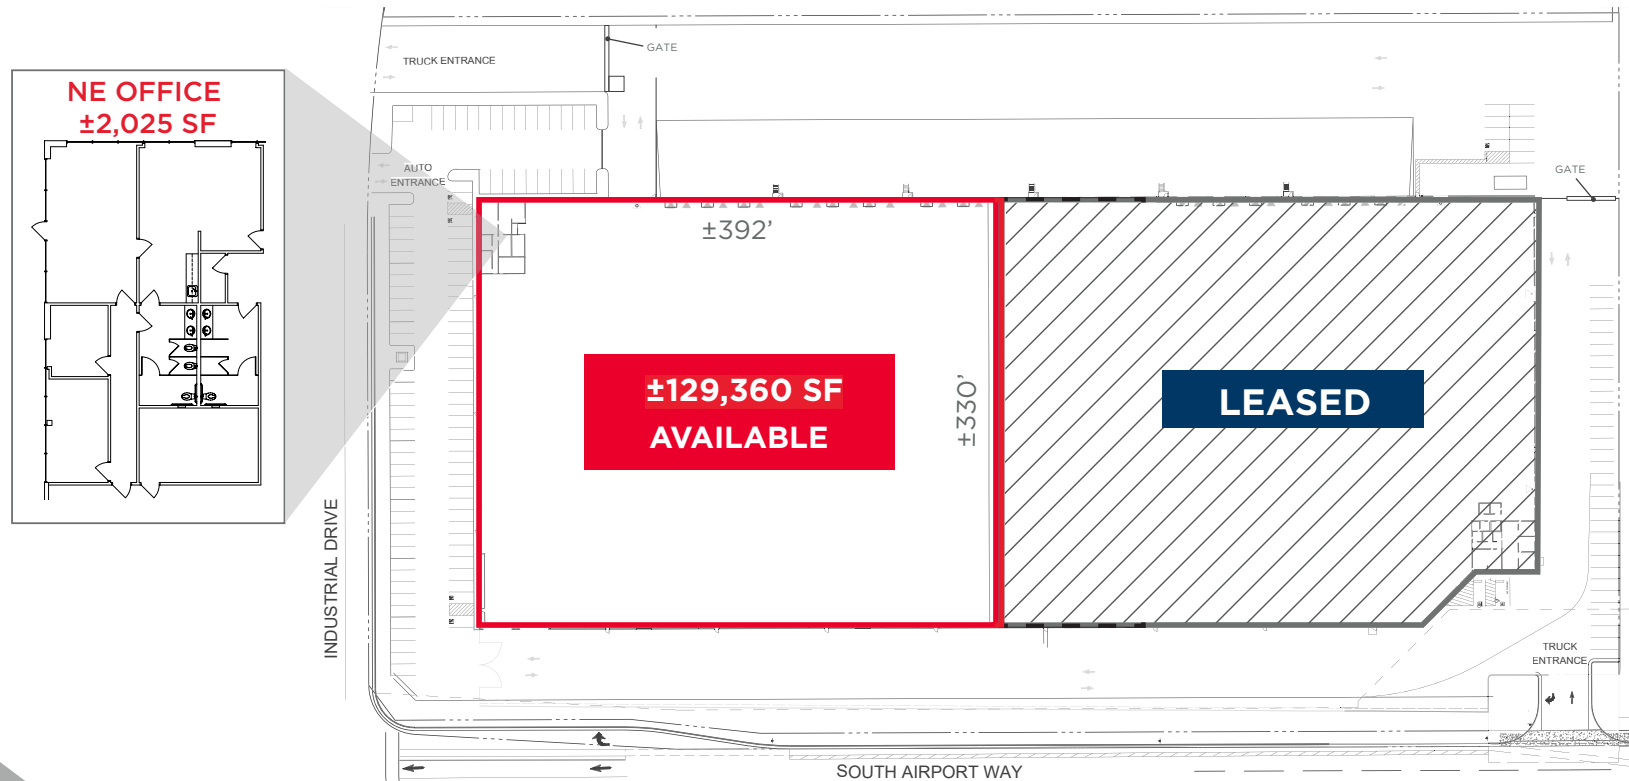 GATE
TRUCK ENTRANCE
NE OFFICE
±2,025 SF
AUTO
ENTRANCE
GATE
±392’
±129,360 SF
AVAILABLE
±330’
LEASED
INDUSTRIAL DRIVE
TRUCK
ENTRANCE
SOUTH AIRPORT WAY